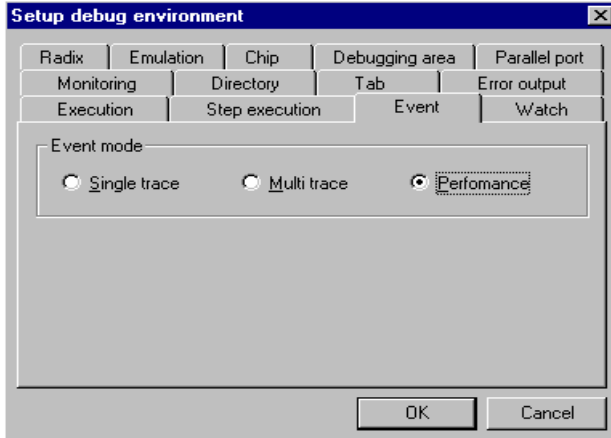 Setup debug environment
Radix Emulation Chip Debugging area Parallel port
Monitoring Directory Tab Error output
Execution Step execution Event Watch
Event mode
Single trace Multi trace Perfomance
OK Cancel